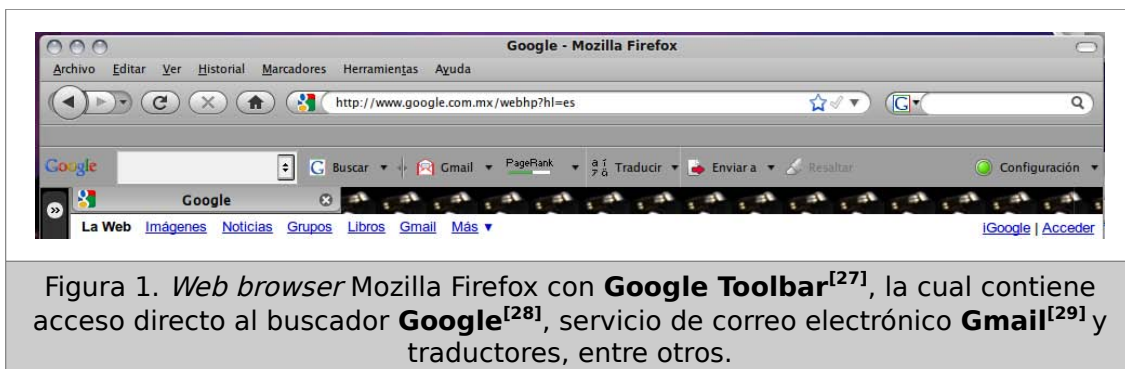 Google - Mozilla Firefox
Archivo Editar Ver Historial Marcadores Herramientas Ayuda
http://www.google.com.mx/webhp?hl=es G
Google G Buscar Gmail PageRank Traducir Enviar a Resaltar Configuración
» Google
La Web Imágenes Noticias Grupos Libros Gmail Más ▼ iGoogle | Acceder
Figura 1. Web browser Mozilla Firefox con Google Toolbar[27], la cual contiene
acceso directo al buscador Google[28], servicio de correo electrónico Gmail[29] y
traductores, entre otros.